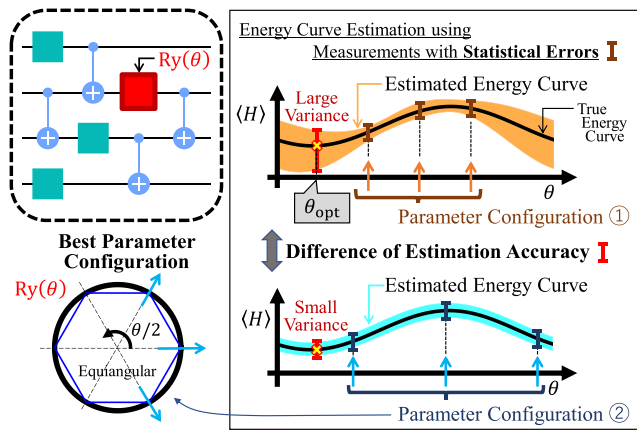 Ry(θ)
Energy Curve Estimation using
Measurements with Statistical Errors
Estimated Energy Curve
⟨H⟩
Large
Variance
True
Energy
Curve
θ
θopt
Parameter Configuration ①
Difference of Estimation Accuracy
Best Parameter
Configuration
Ry(θ)
θ/2
Equiangular
Estimated Energy Curve
⟨H⟩
Small
Variance
θ
Parameter Configuration ②